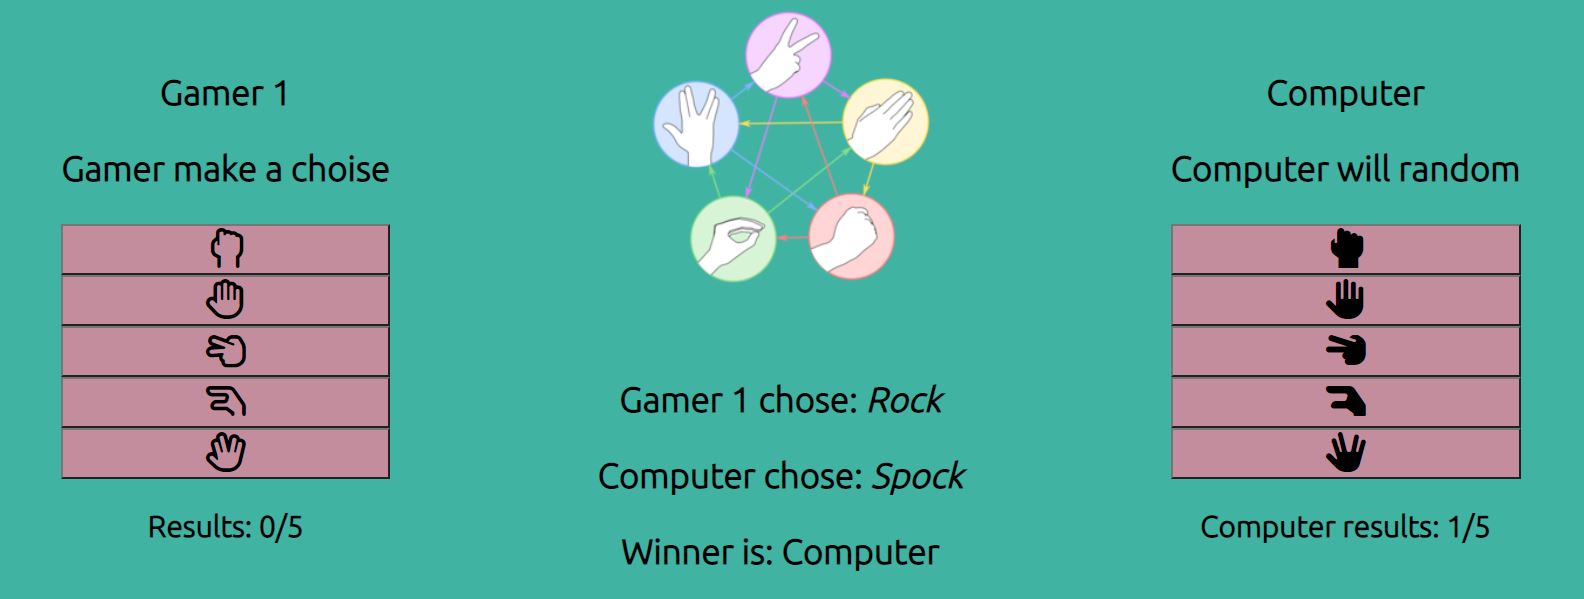 Gamer 1
Gamer make a choise
Results: 0/5
Gamer 1 chose: Rock
Computer chose: Spock
Winner is: Computer
Computer
Computer will random
Computer results: 1/5